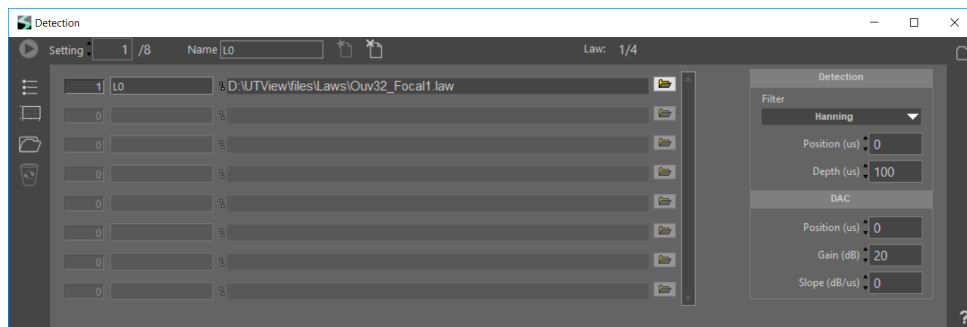 Detection
Setting 1 /8 Name L0 Law: 1/4
1 L0 % D:\UTView\files\Laws\Ouv32_Focal1.law
0 %
0 %
0 %
0 %
0 %
0 %
0 %
Detection
Filter
Hanning
Position (us) 0
Depth (us) 100
DAC
Position (us) 0
Gain (dB) 20
Slope (dB/us) 0
?